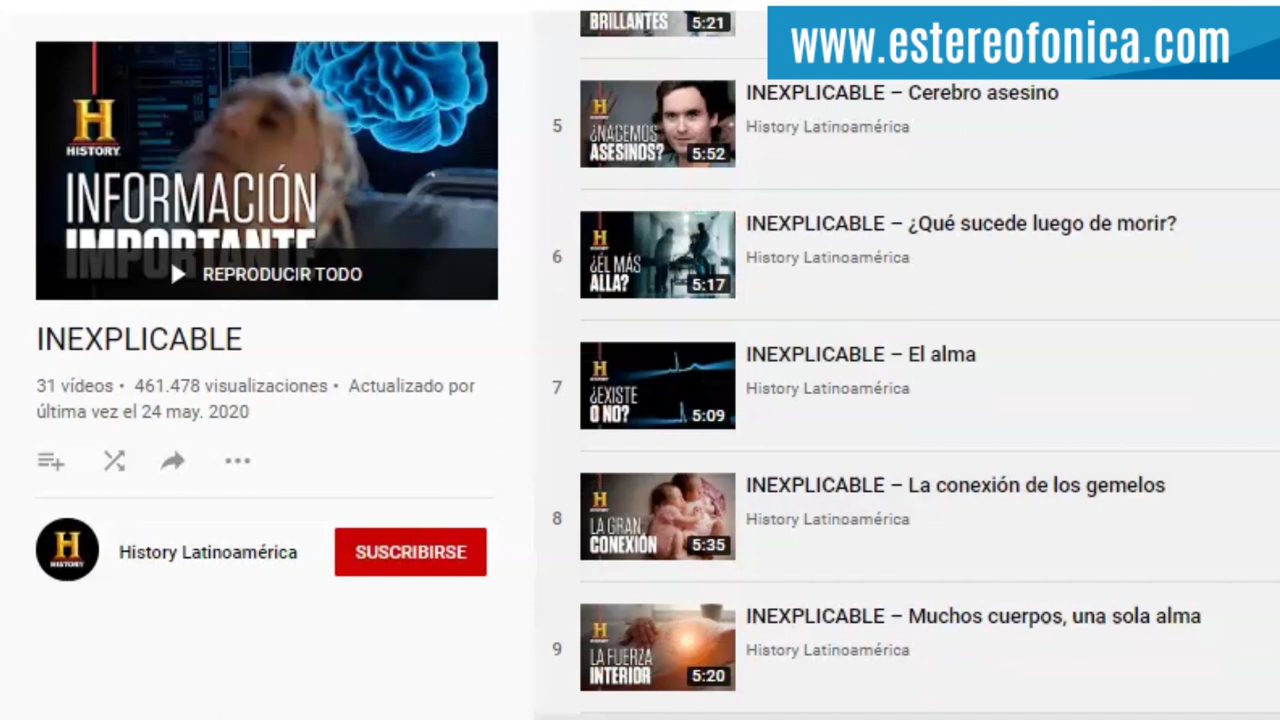 www.estereofonica.com
H
HISTORY
INFORMACIÓN
IMPORTANTE
REPRODUCIR TODO
INEXPLICABLE
31 vídeos • 461.478 visualizaciones • Actualizado por
última vez el 24 may. 2020
H
HISTORY
History Latinoamérica
SUSCRIBIRSE
BRILLANTES
5:21
5
H
¿NACEMOS
ASESINOS?
5:52
INEXPLICABLE – Cerebro asesino
History Latinoamérica
6
H
¿EL MÁS
ALLA?
5:17
INEXPLICABLE – ¿Qué sucede luego de morir?
History Latinoamérica
7
H
¿EXISTE
O NO?
5:09
INEXPLICABLE – El alma
History Latinoamérica
8
H
LA GRAN
CONEXIÓN
5:35
INEXPLICABLE – La conexión de los gemelos
History Latinoamérica
9
H
LA FUERZA
INTERIOR
5:20
INEXPLICABLE – Muchos cuerpos, una sola alma
History Latinoamérica